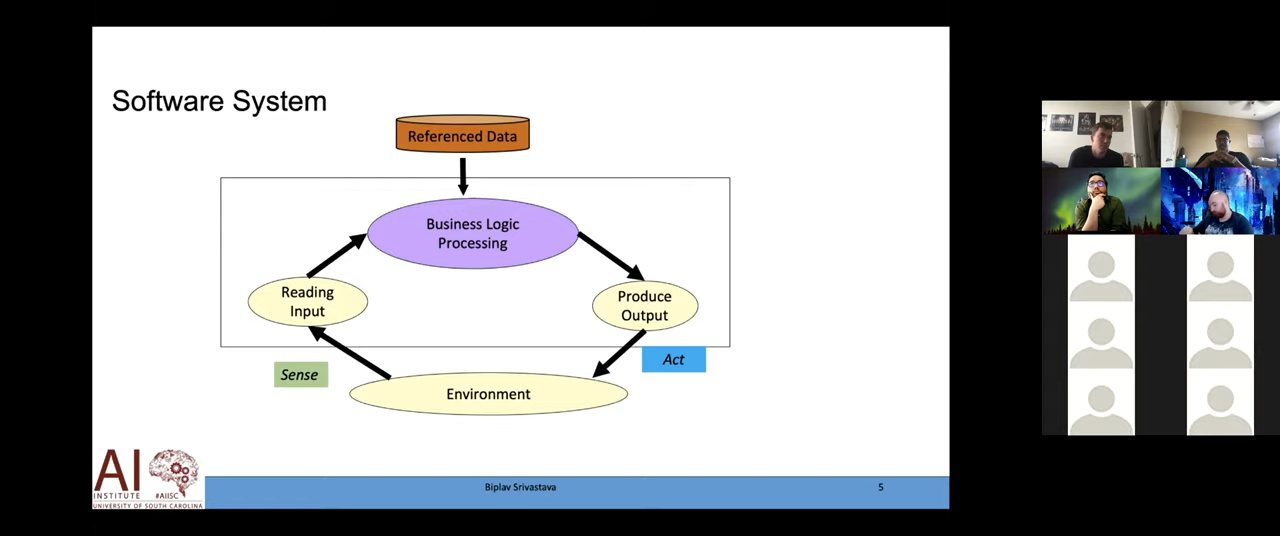 Software System
Referenced Data
Business Logic
Processing
Reading
Input
Produce
Output
Sense
Act
Environment
AI
INSTITUTE #AIISC
UNIVERSITY OF SOUTH CAROLINA
Biplav Srivastava
5